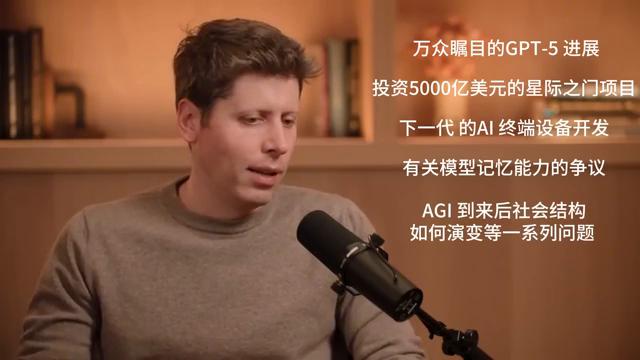 万众瞩目的GPT-5 进展
投资5000亿美元的星际之门项目
下一代 的AI 终端设备开发
有关模型记忆能力的争议
AGI 到来后社会结构
如何演变等一系列问题